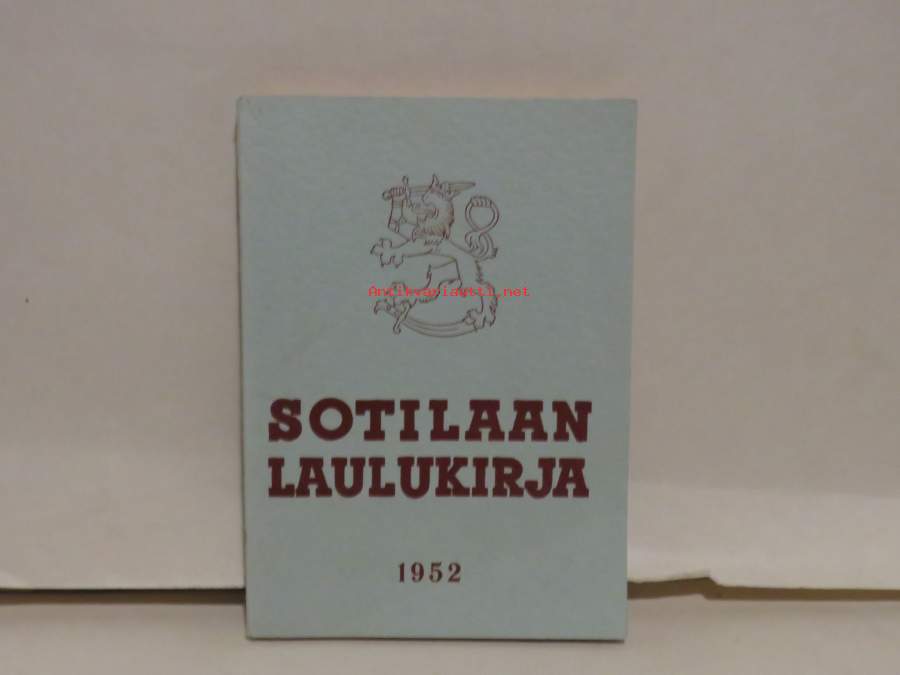 Antikvariaatti.net
SOTILAAN
LAULUKIRJA
1952